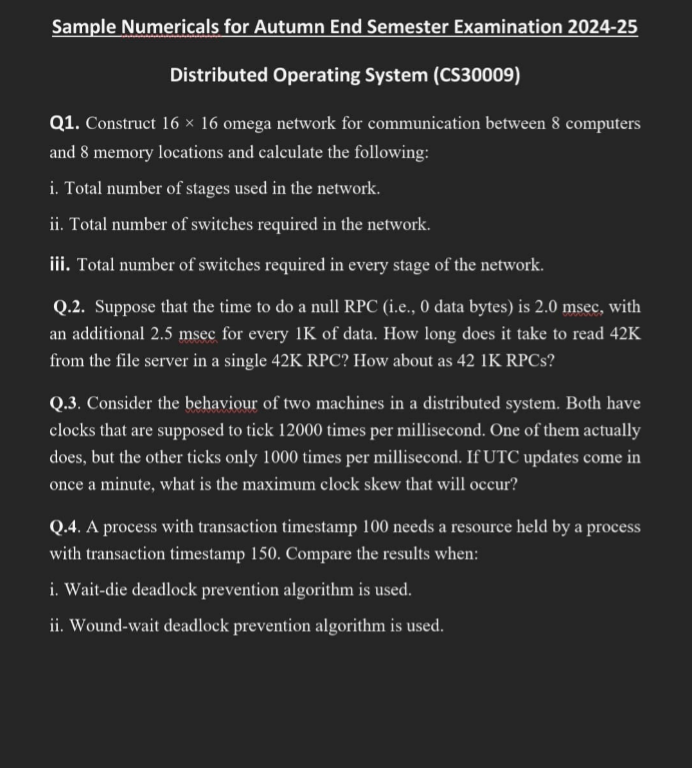 Sample Numericals for Autumn End Semester Examination 2024-25
Distributed Operating System (CS30009)
Q1. Construct 16 × 16 omega network for communication between 8 computers
and 8 memory locations and calculate the following:
i. Total number of stages used in the network.
ii. Total number of switches required in the network.
iii. Total number of switches required in every stage of the network.
Q.2. Suppose that the time to do a null RPC (i.e., 0 data bytes) is 2.0 msec, with
an additional 2.5 msec for every 1K of data. How long does it take to read 42K
from the file server in a single 42K RPC? How about as 42 1K RPCs?
Q.3. Consider the behaviour of two machines in a distributed system. Both have
clocks that are supposed to tick 12000 times per millisecond. One of them actually
does, but the other ticks only 1000 times per millisecond. If UTC updates come in
once a minute, what is the maximum clock skew that will occur?
Q.4. A process with transaction timestamp 100 needs a resource held by a process
with transaction timestamp 150. Compare the results when:
i. Wait-die deadlock prevention algorithm is used.
ii. Wound-wait deadlock prevention algorithm is used.